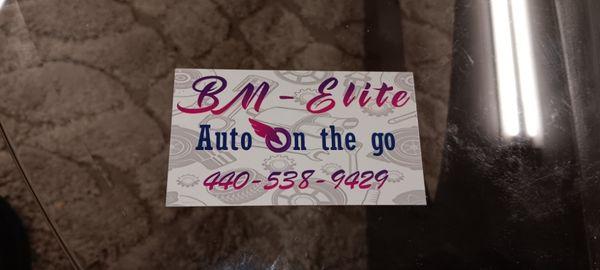 BM - Elite
Auto On the go
440-538-9429